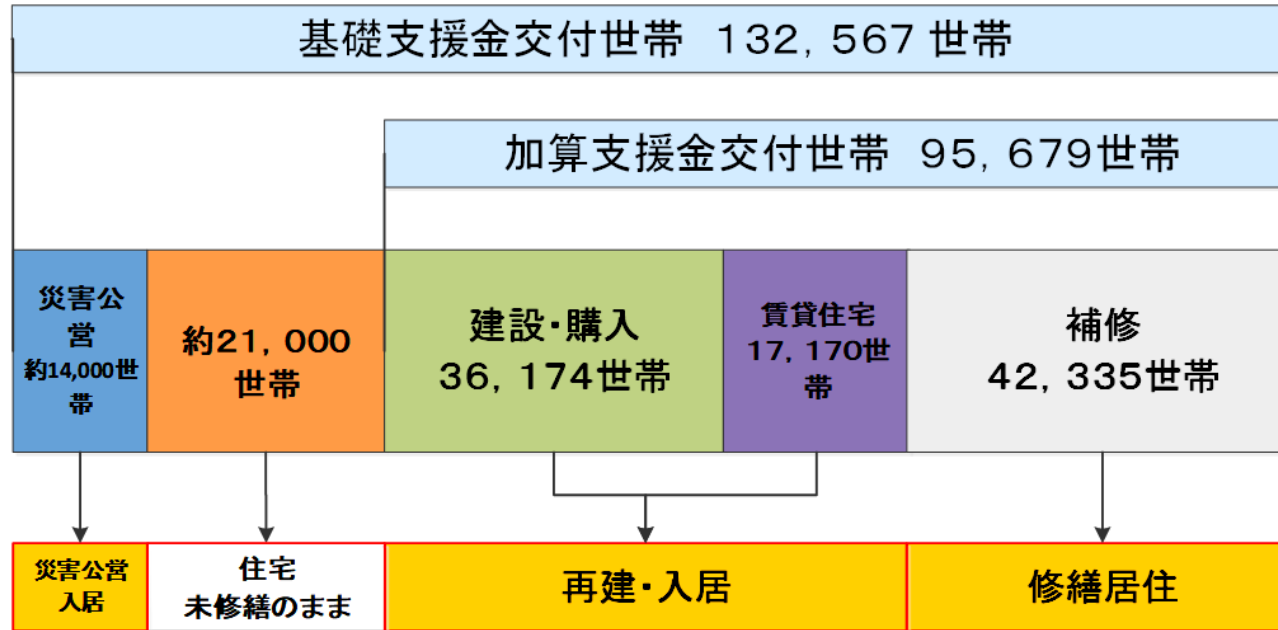 基礎支援金交付世帯 132,567 世帯
加算支援金交付世帯 95,679世帯
災害公
営
約14,000世
帯
約21,000
世帯
建設・購入
36,174世帯
賃貸住宅
17,170世
帯
補修
42,335世帯
災害公営
入居
住宅
未修繕のまま
再建・入居
修繕居住